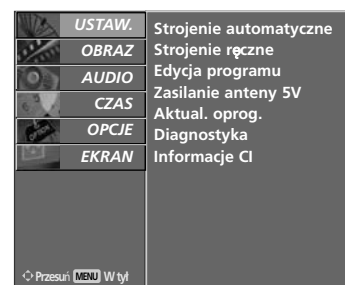 USTAW.
OBRAZ
AUDIO
CZAS
OPCJE
EKRAN
Strojenie automatyczne
Strojenie ręczne
Edycja programu
Zasilanie anteny 5V
Aktual. oprog.
Diagnostyka
Informacje CI
Przesuń MENU W tył